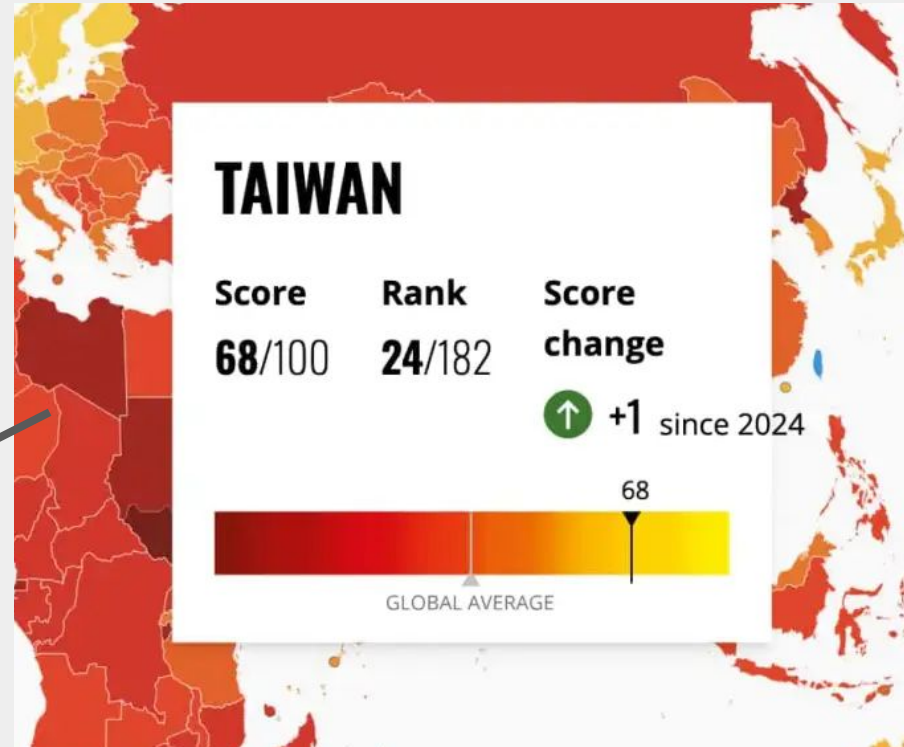 TAIWAN
Score
68/100
Rank
24/182
Score
change
+1 since 2024
68
GLOBAL AVERAGE